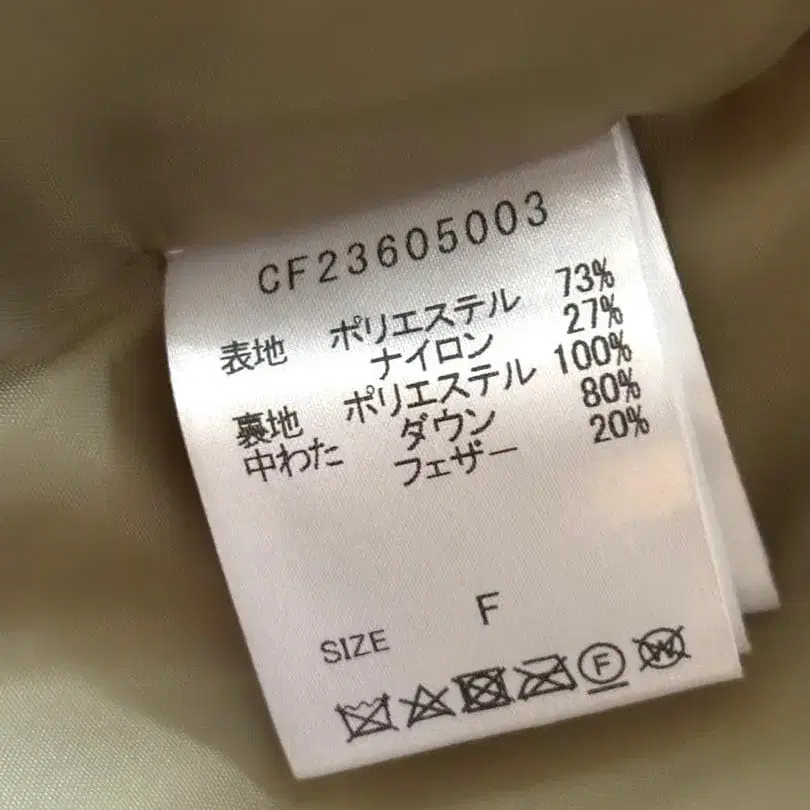 CF23605003
表地 ポリエステル 73%
ナイロン 27%
裏地 ポリエステル 100%
中わた ダウン 80%
フェザー 20%
SIZE F
F W